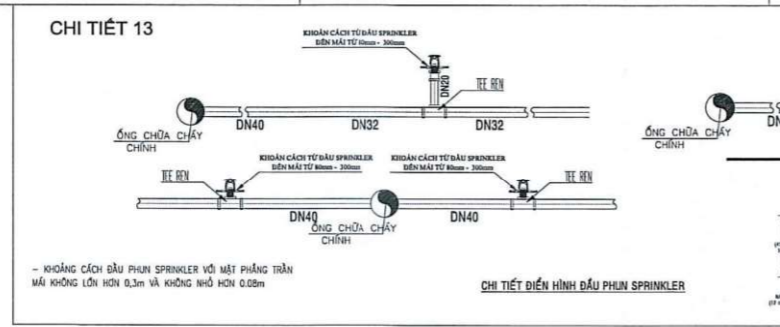 CHI TIẾT 13
KHOẢN CÁCH TỪ ĐẦU SPRINKLER
ĐẾN MÁI TỪ 80mm - 300mm
DN20
TEE REN
DN40
DN32
DN32
ỐNG CHỮA CHÁY
CHÍNH
ỐNG CHỮA CHÁY
CHÍNH
KHOẢN CÁCH TỪ ĐẦU SPRINKLER
ĐẾN MÁI TỪ 80mm - 300mm
KHOẢN CÁCH TỪ ĐẦU SPRINKLER
ĐẾN MÁI TỪ 80mm - 300mm
TEE REN
TEE REN
DN40
DN40
ỐNG CHỮA CHÁY
CHÍNH
- KHOẢNG CÁCH ĐẦU PHUN SPRINKLER VỚI MẶT PHẲNG TRẦN
MÁI KHÔNG LỚN HƠN 0,3m VÀ KHÔNG NHỎ HƠN 0.08m
CHI TIẾT ĐIỂN HÌNH ĐẦU PHUN SPRINKLER